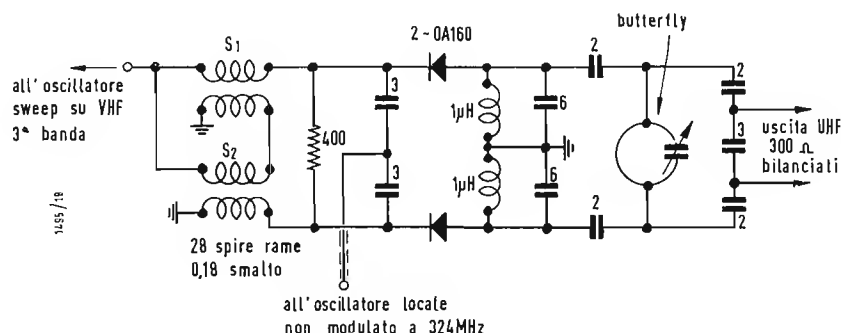 butterfly
2 - OA160
S1
all'oscillatore
sweep su VHF
3ª banda
S2
400
3
3
1µH
1µH
6
6
2
2
2
3
2
uscita UHF
300 Ω
bilanciati
1495/19
28 spire rame
0,18 smalto
all'oscillatore locale
non modulato a 324MHz